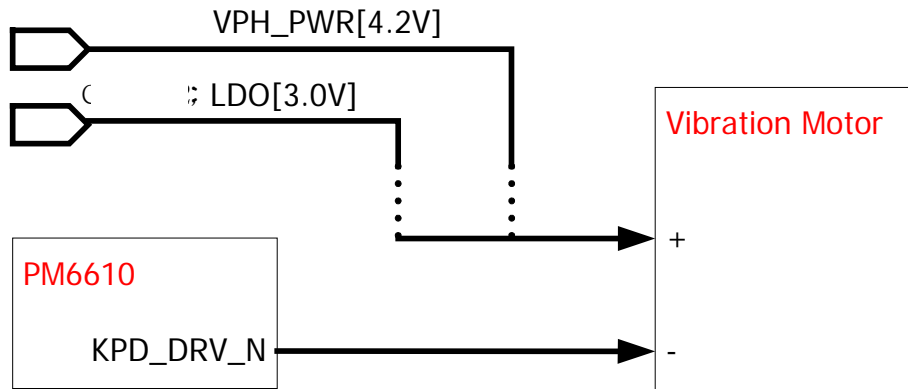 VPH_PWR[4.2V]
LDO[3.0V]
Vibration Motor
+
PM6610
KPD_DRV_N
-